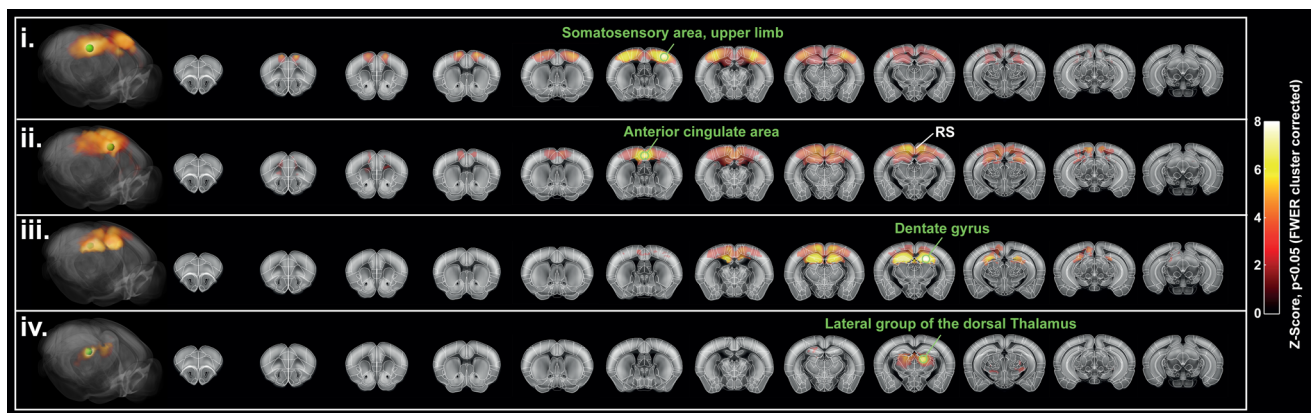 i.
Somatosensory area, upper limb
ii.
Anterior cingulate area
RS
iii.
Dentate gyrus
iv.
Lateral group of the dorsal Thalamus
8
6
4
2
0
Z-Score, p<0.05 (FWER cluster corrected)